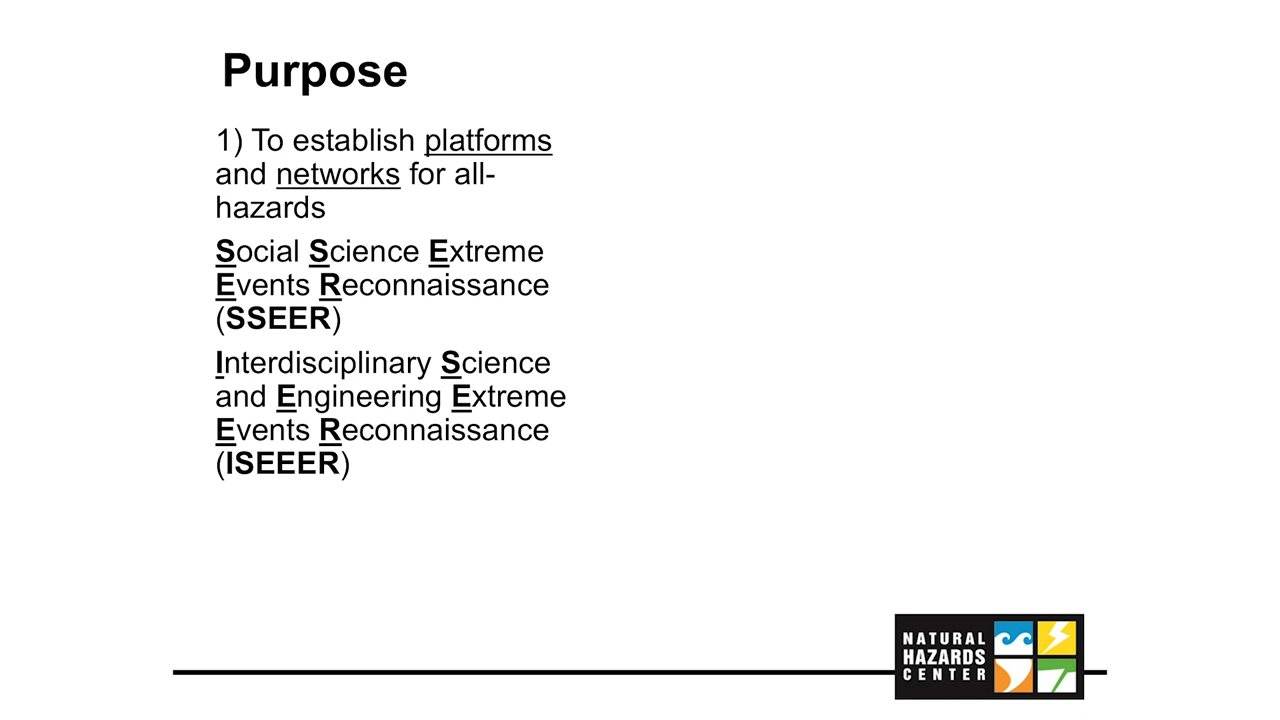 Purpose
1) To establish platforms
and networks for all-
hazards
Social Science Extreme
Events Reconnaissance
(SSEER)
Interdisciplinary Science
and Engineering Extreme
Events Reconnaissance
(ISEEER)
NATURAL
HAZARDS
CENTER